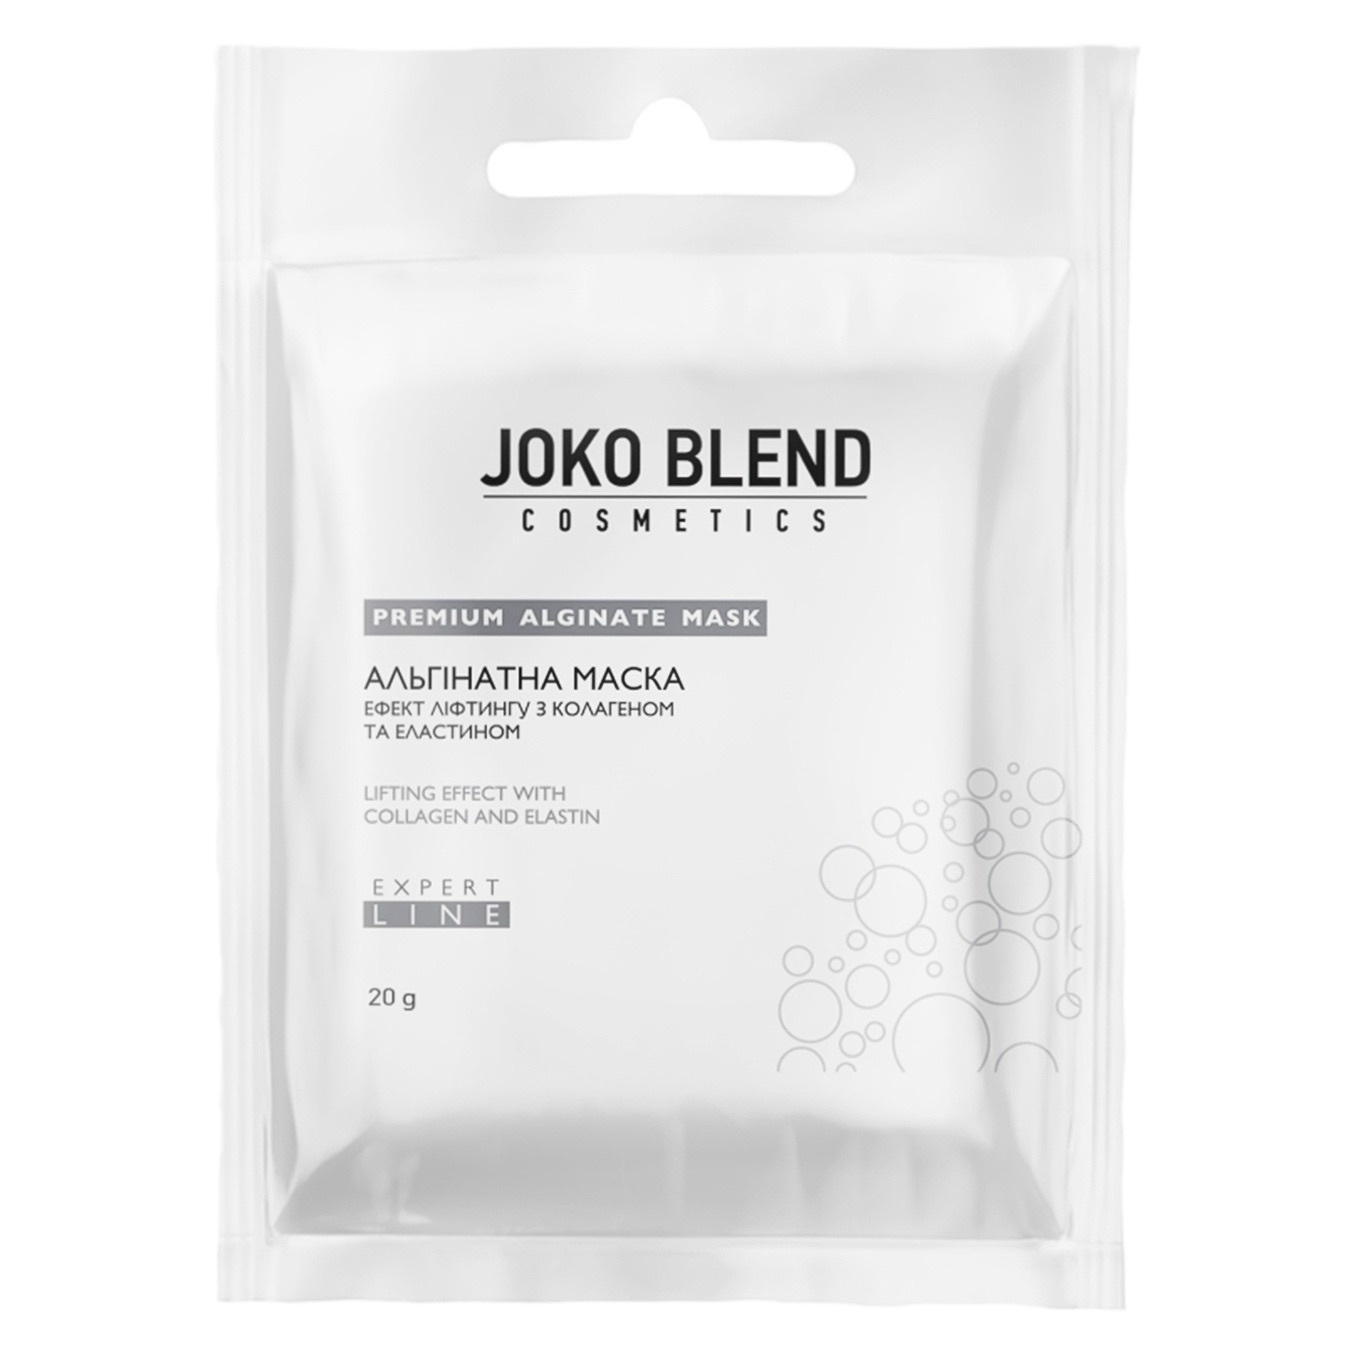 JOKO BLEND
COSMETICS
PREMIUM ALGINATE MASK
АЛЬГІНАТНА МАСКА
ЕФЕКТ ЛІФТИНГУ З КОЛАГЕНОМ
ТА ЕЛАСТИНОМ
LIFTING EFFECT WITH
COLLAGEN AND ELASTIN
EXPERT
LINE
20 g